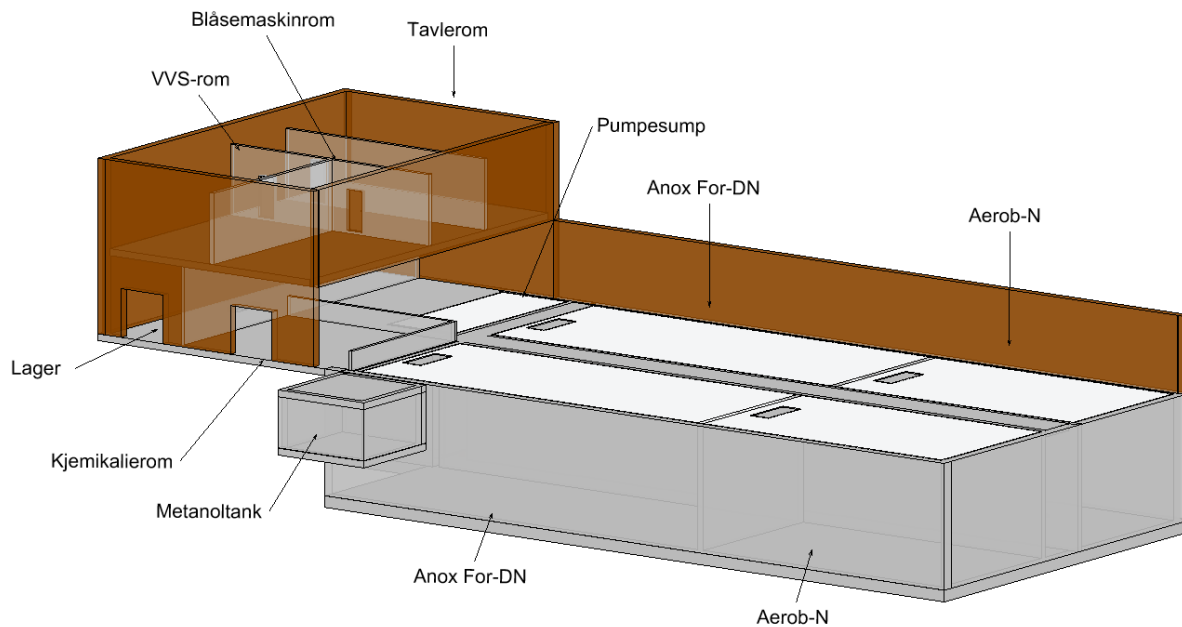 Blåsemaskinrom
Tavlerom
VVS-rom
Pumpesump
Anox For-DN
Aerob-N
Lager
Kjemikalierom
Metanoltank
Anox For-DN
Aerob-N